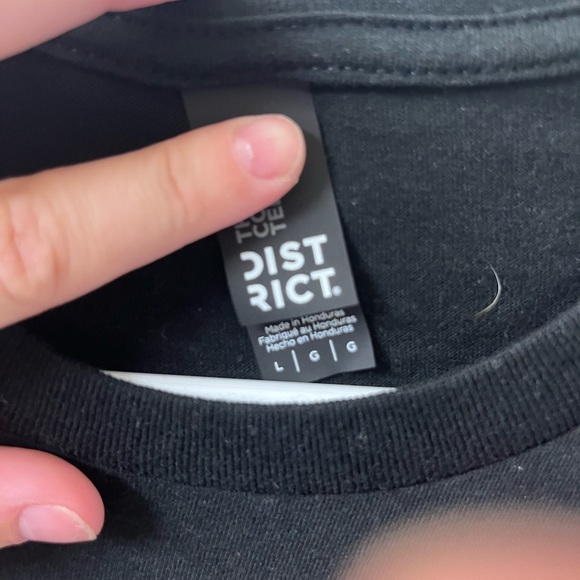 DIST
RICT.
Made in Honduras
Fabriqué au Honduras
Hecho en Honduras
L | G | G